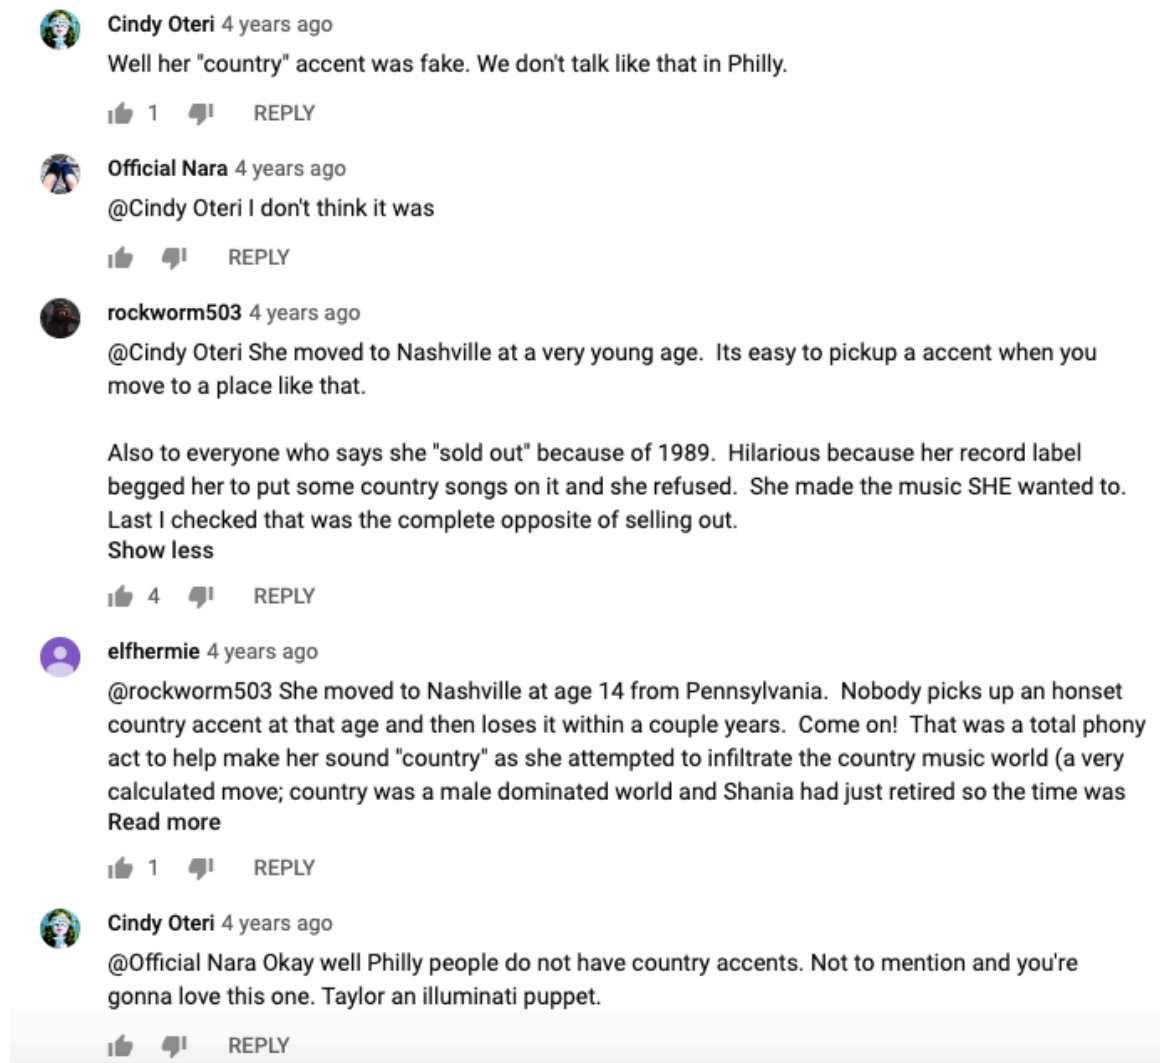 Cindy Oteri 4 years ago
Well her "country" accent was fake. We don't talk like that in Philly.
1 REPLY
Official Nara 4 years ago
@Cindy Oteri I don't think it was
REPLY
rockworm503 4 years ago
@Cindy Oteri She moved to Nashville at a very young age.  Its easy to pickup a accent when you
move to a place like that.
Also to everyone who says she "sold out" because of 1989.  Hilarious because her record label
begged her to put some country songs on it and she refused.  She made the music SHE wanted to.
Last I checked that was the complete opposite of selling out.
Show less
4 REPLY
elfhermie 4 years ago
@rockworm503 She moved to Nashville at age 14 from Pennsylvania.  Nobody picks up an honset
country accent at that age and then loses it within a couple years.  Come on!  That was a total phony
act to help make her sound "country" as she attempted to infiltrate the country music world (a very
calculated move; country was a male dominated world and Shania had just retired so the time was
Read more
1 REPLY
Cindy Oteri 4 years ago
@Official Nara Okay well Philly people do not have country accents. Not to mention and you're
gonna love this one. Taylor an illuminati puppet.
REPLY